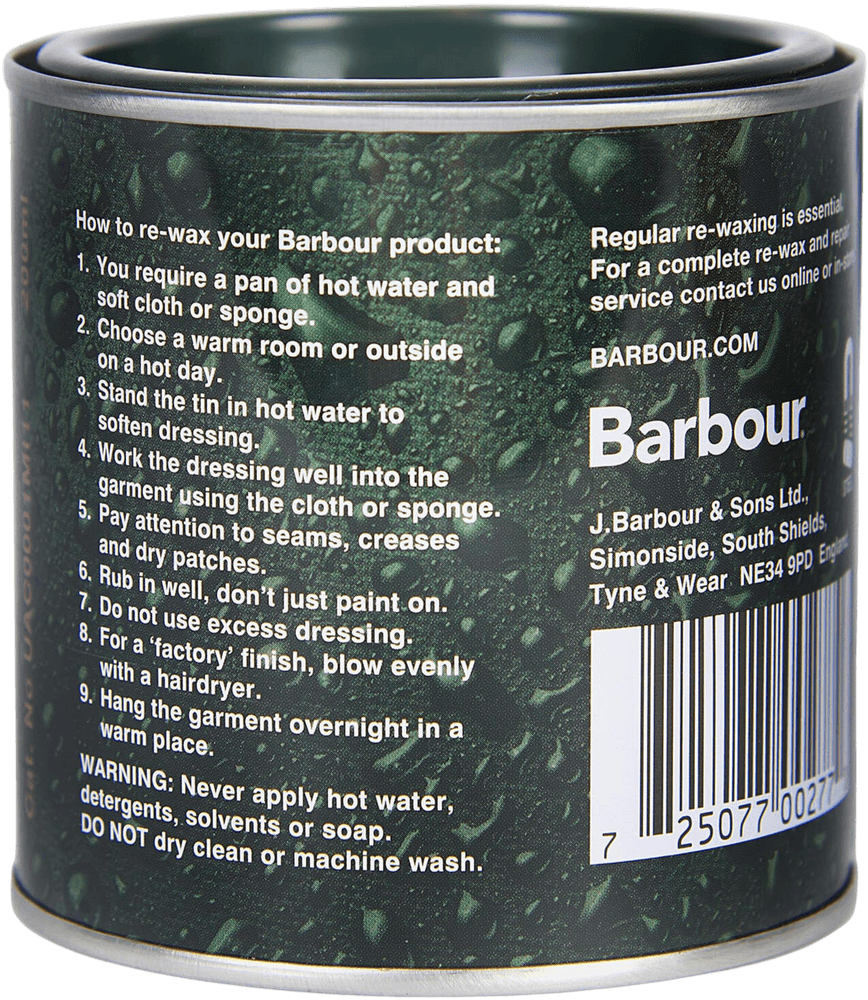 How to re-wax your Barbour product:
1. You require a pan of hot water and
soft cloth or sponge.
2. Choose a warm room or outside
on a hot day.
3. Stand the tin in hot water to
soften dressing.
4. Work the dressing well into the
garment using the cloth or sponge.
5. Pay attention to seams, creases
and dry patches.
6. Rub in well, don't just paint on.
7. Do not use excess dressing.
8. For a 'factory' finish, blow evenly
with a hairdryer.
9. Hang the garment overnight in a
warm place.
WARNING: Never apply hot water,
detergents, solvents or soap.
DO NOT dry clean or machine wash.
Regular re-waxing is essential.
For a complete re-wax and repair
service contact us online or in-
BARBOUR.COM
Barbour
J.Barbour & Sons Ltd.,
Simonside, South Shields,
Tyne & Wear NE34 9PD England
7 25077 00277
Cat. No UAC0001MU1 200ml